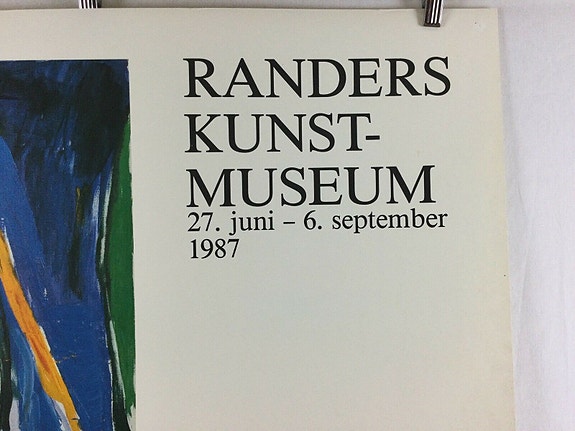 RANDERS
KUNST-
MUSEUM
27. juni – 6. september
1987